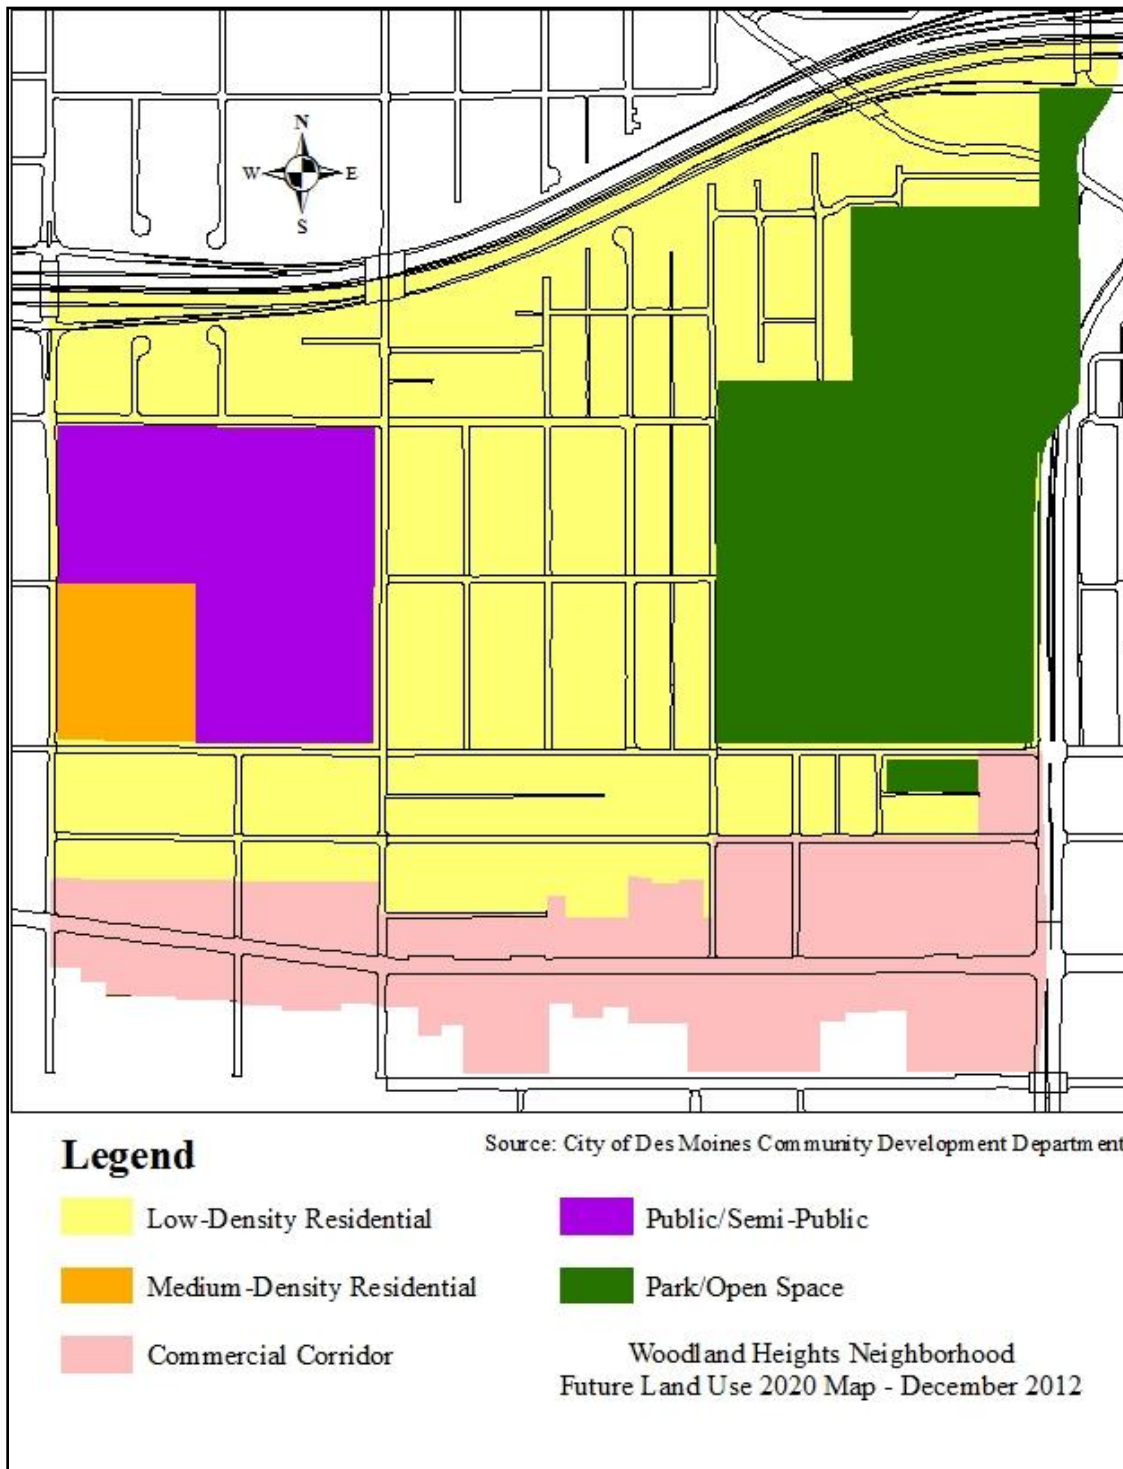 N
W E
S
Legend
Source: City of Des Moines Community Development Department
Low-Density Residential
Public/Semi-Public
Medium-Density Residential
Park/Open Space
Commercial Corridor
Woodland Heights Neighborhood
Future Land Use 2020 Map - December 2012